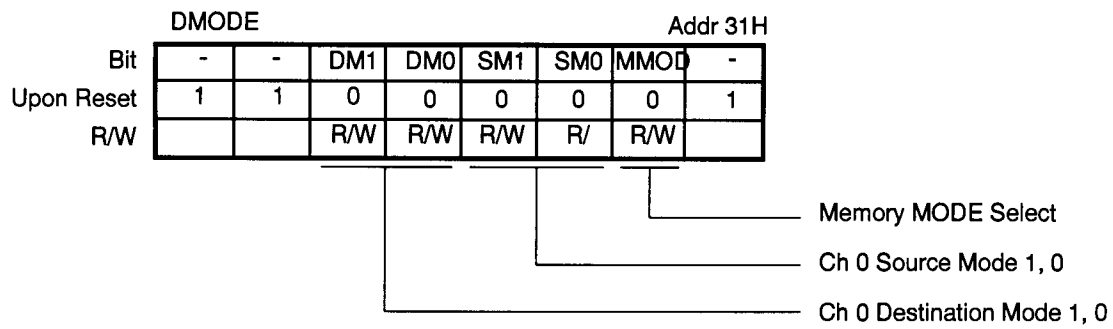 DMODE Addr 31H
Bit - - DM1 DM0 SM1 SM0 MMOD -
Upon Reset 1 1 0 0 0 0 0 1
R/W R/W R/W R/W R/ R/W
Memory MODE Select
Ch 0 Source Mode 1, 0
Ch 0 Destination Mode 1, 0